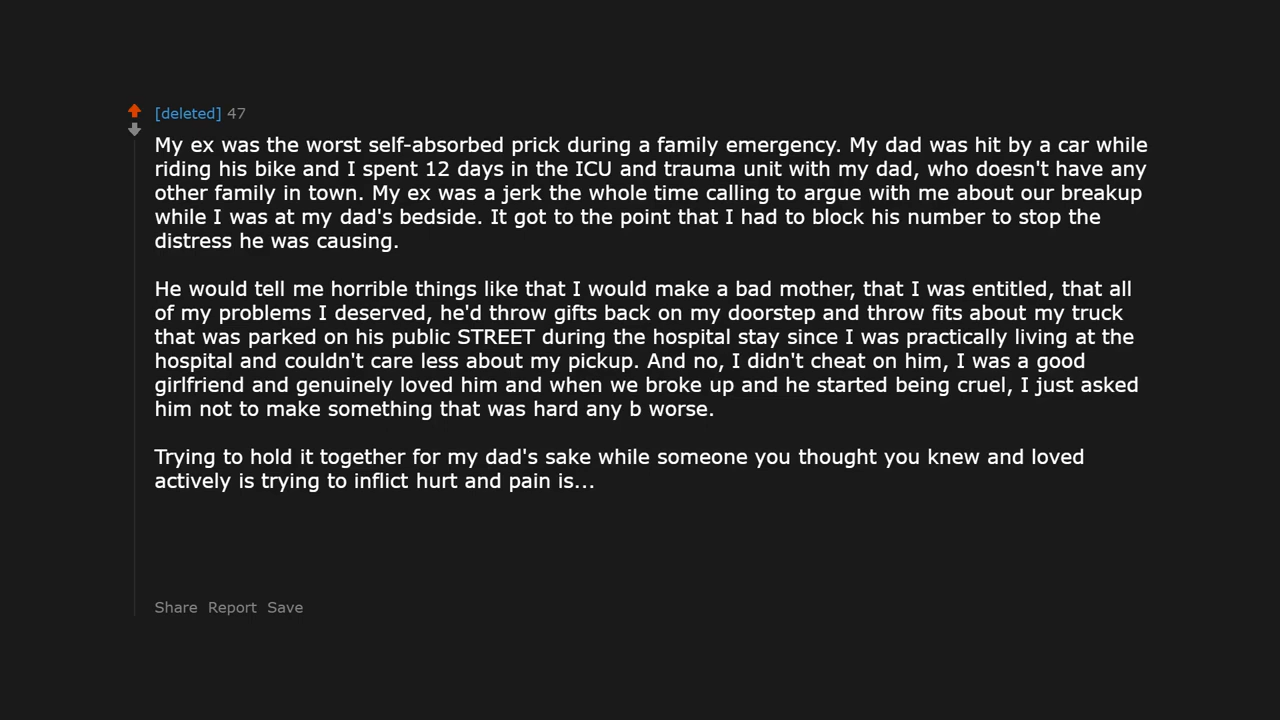 [deleted] 47
My ex was the worst self-absorbed prick during a family emergency. My dad was hit by a car while
riding his bike and I spent 12 days in the ICU and trauma unit with my dad, who doesn't have any
other family in town. My ex was a jerk the whole time calling to argue with me about our breakup
while I was at my dad's bedside. It got to the point that I had to block his number to stop the
distress he was causing.
He would tell me horrible things like that I would make a bad mother, that I was entitled, that all
of my problems I deserved, he'd throw gifts back on my doorstep and throw fits about my truck
that was parked on his public STREET during the hospital stay since I was practically living at the
hospital and couldn't care less about my pickup. And no, I didn't cheat on him, I was a good
girlfriend and genuinely loved him and when we broke up and he started being cruel, I just asked
him not to make something that was hard any b worse.
Trying to hold it together for my dad's sake while someone you thought you knew and loved
actively is trying to inflict hurt and pain is...
Share Report Save